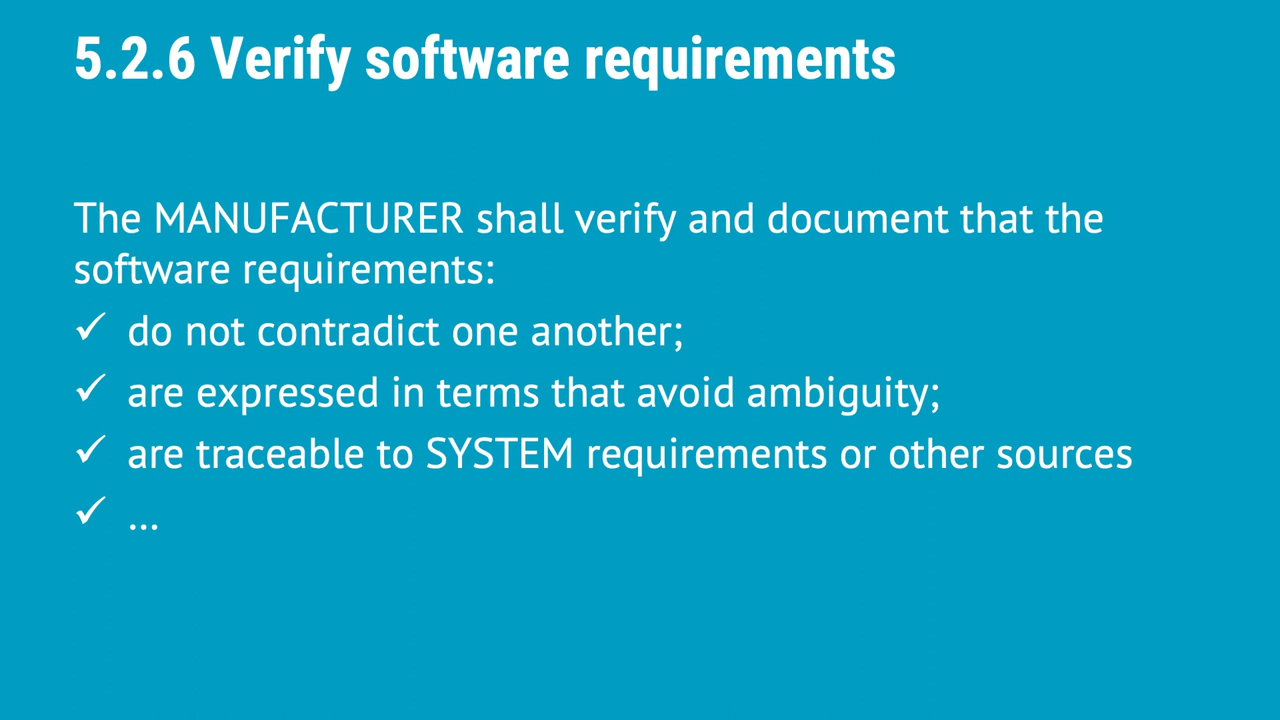 5.2.6 Verify software requirements
The MANUFACTURER shall verify and document that the
software requirements:
✓ do not contradict one another;
✓ are expressed in terms that avoid ambiguity;
✓ are traceable to SYSTEM requirements or other sources
✓ ...